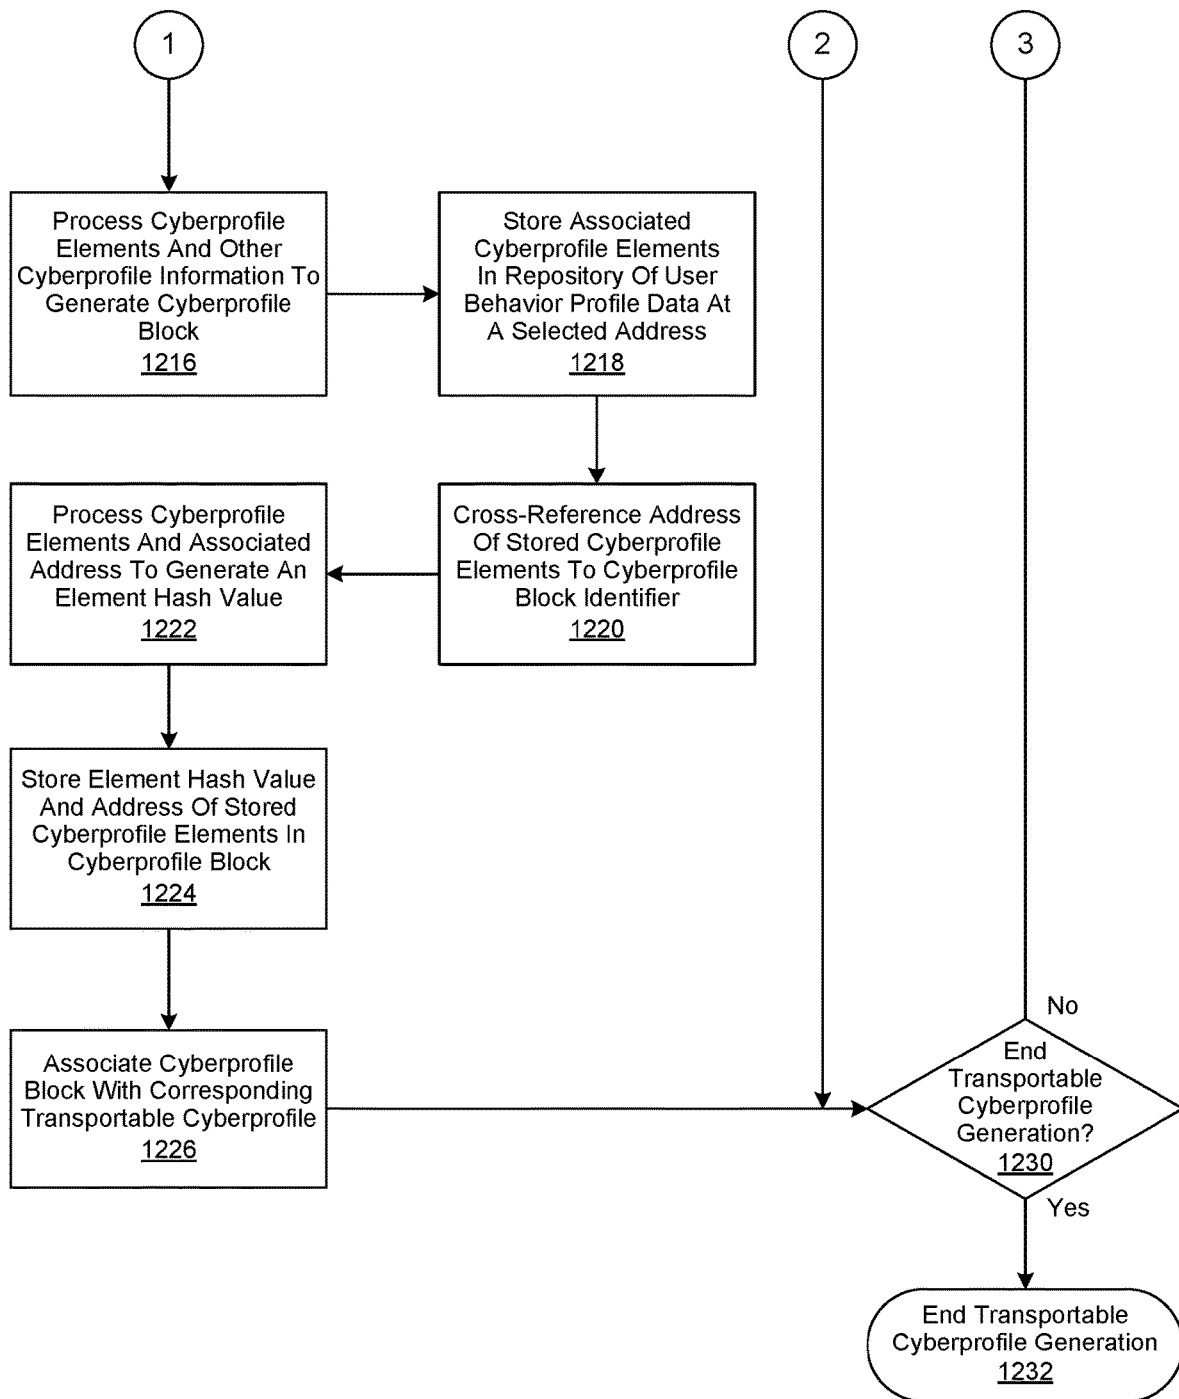 1
2
3
Process Cyberprofile
Elements And Other
Cyberprofile Information To
Generate Cyberprofile
Block
1216
Store Associated
Cyberprofile Elements
In Repository Of User
Behavior Profile Data At
A Selected Address
1218
Process Cyberprofile
Elements And Associated
Address To Generate An
Element Hash Value
1222
Cross-Reference Address
Of Stored Cyberprofile
Elements To Cyberprofile
Block Identifier
1220
Store Element Hash Value
And Address Of Stored
Cyberprofile Elements In
Cyberprofile Block
1224
Associate Cyberprofile
Block With Corresponding
Transportable Cyberprofile
1226
No
End
Transportable
Cyberprofile
Generation?
1230
Yes
End Transportable
Cyberprofile Generation
1232